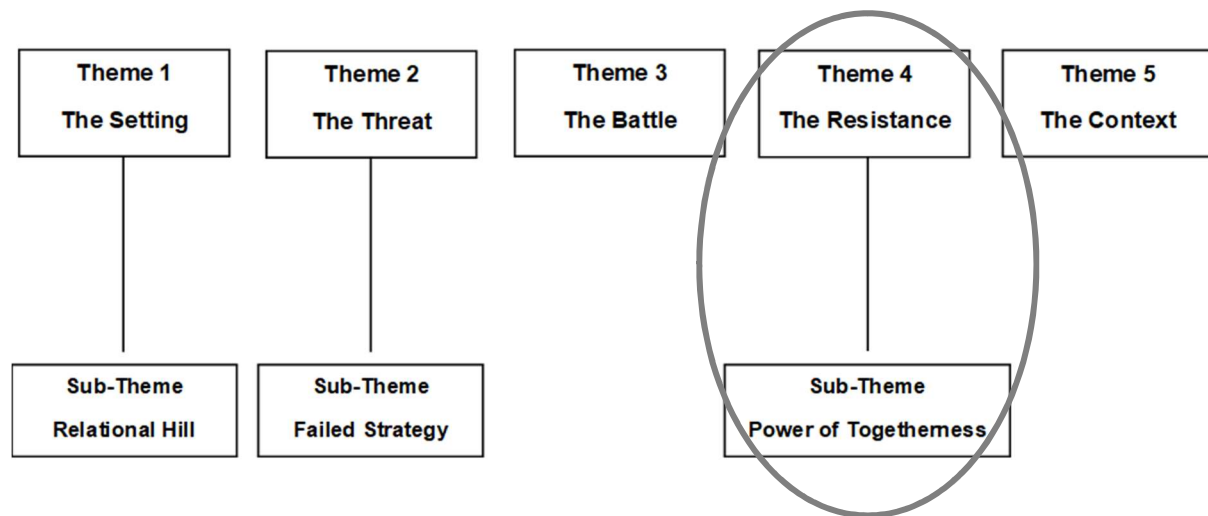 Theme 1
The Setting
Theme 2
The Threat
Theme 3
The Battle
Theme 4
The Resistance
Theme 5
The Context
Sub-Theme
Relational Hill
Sub-Theme
Failed Strategy
Sub-Theme
Power of Togetherness